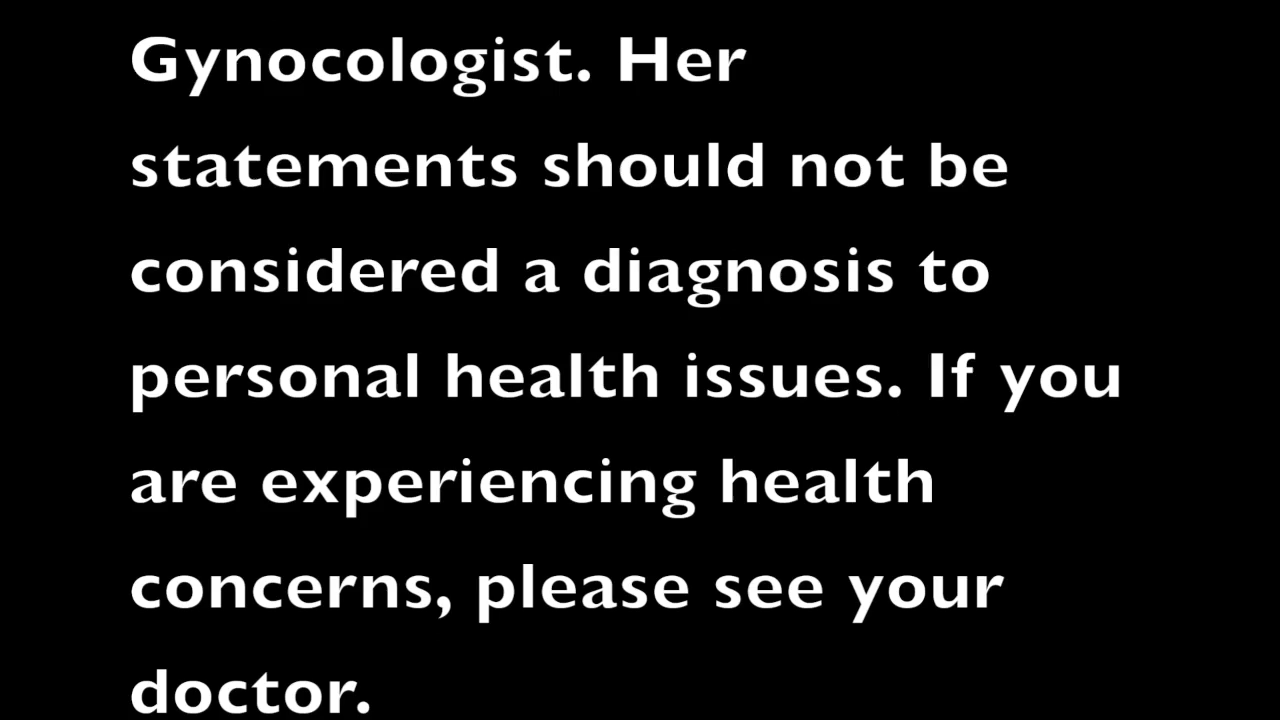 Gynocologist. Her
statements should not be
considered a diagnosis to
personal health issues. If you
are experiencing health
concerns, please see your
doctor.